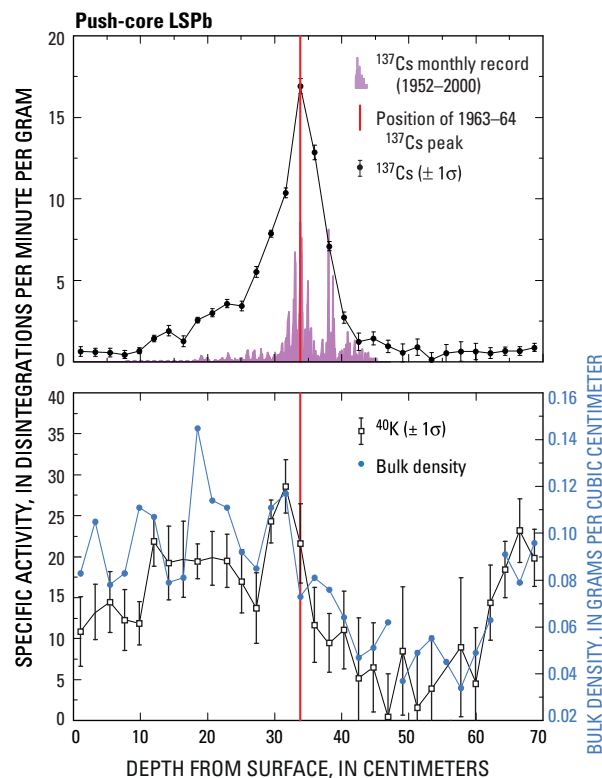 Push-core LSPb
20
15
10
5
0
¹³⁷Cs monthly record
(1952–2000)
Position of 1963–64
¹³⁷Cs peak
¹³⁷Cs (± 1σ)
SPECIFIC ACTIVITY, IN DISINTEGRATIONS PER MINUTE PER GRAM
40
35
30
25
20
15
10
5
0
⁴⁰K (± 1σ)
Bulk density
0.16
0.14
0.12
0.10
0.08
0.06
0.04
0.02
BULK DENSITY, IN GRAMS PER CUBIC CENTIMETER
0 10 20 30 40 50 60 70
DEPTH FROM SURFACE, IN CENTIMETERS